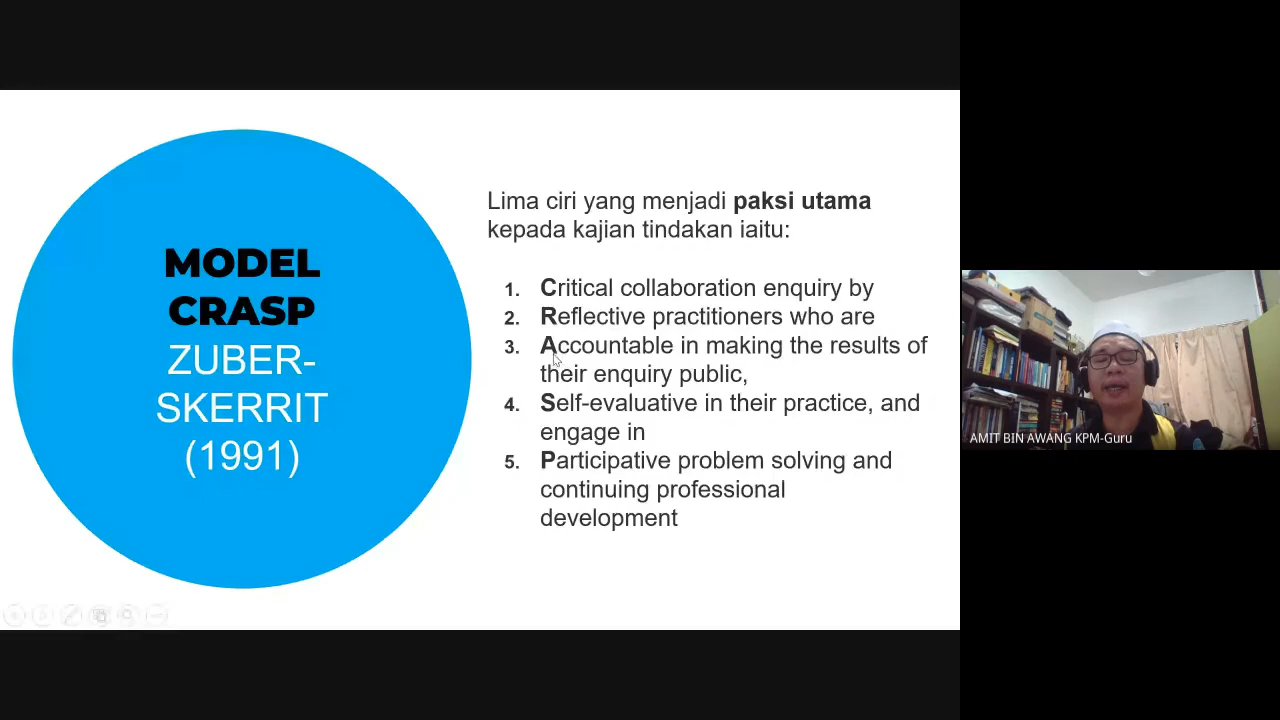 MODEL
CRASP
ZUBER-
SKERRIT
(1991)
Lima ciri yang menjadi paksi utama
kepada kajian tindakan iaitu:
1. Critical collaboration enquiry by
2. Reflective practitioners who are
3. Accountable in making the results of
their enquiry public,
4. Self-evaluative in their practice, and
engage in
5. Participative problem solving and
continuing professional
development
AMIT BIN AWANG KPM-Guru